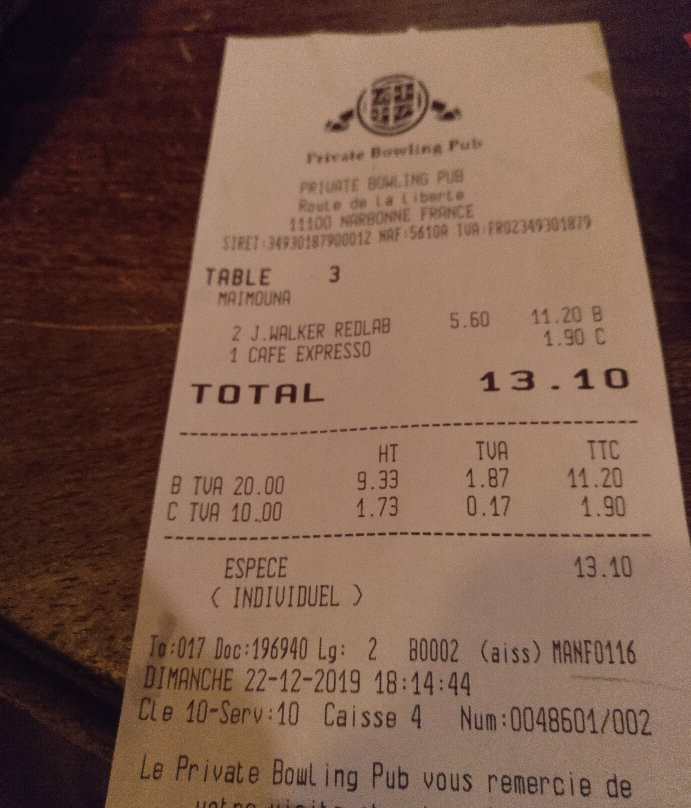 Private Bowling Pub
PRIVATE BOWLING PUB
Route de la Liberte
11100 NARBONNE FRANCE
SIRET:34930187900012 NAF:5610A TVA:FR02349301879
TABLE 3
MAIMOUNA
2 J.WALKER REDLAB 5.60 11.20 B
1 CAFE EXPRESSO 1.90 C
TOTAL 13.10
HT TVA TTC
B TVA 20.00 9.33 1.87 11.20
C TVA 10.00 1.73 0.17 1.90
ESPECE 13.10
( INDIVIDUEL )
To:017 Doc:196940 Lg: 2 B0002 (aiss) MANF0116
DIMANCHE 22-12-2019 18:14:44
Cle 10-Serv:10 Caisse 4 Num:0048601/002
Le Private Bowling Pub vous remercie de
votre visite